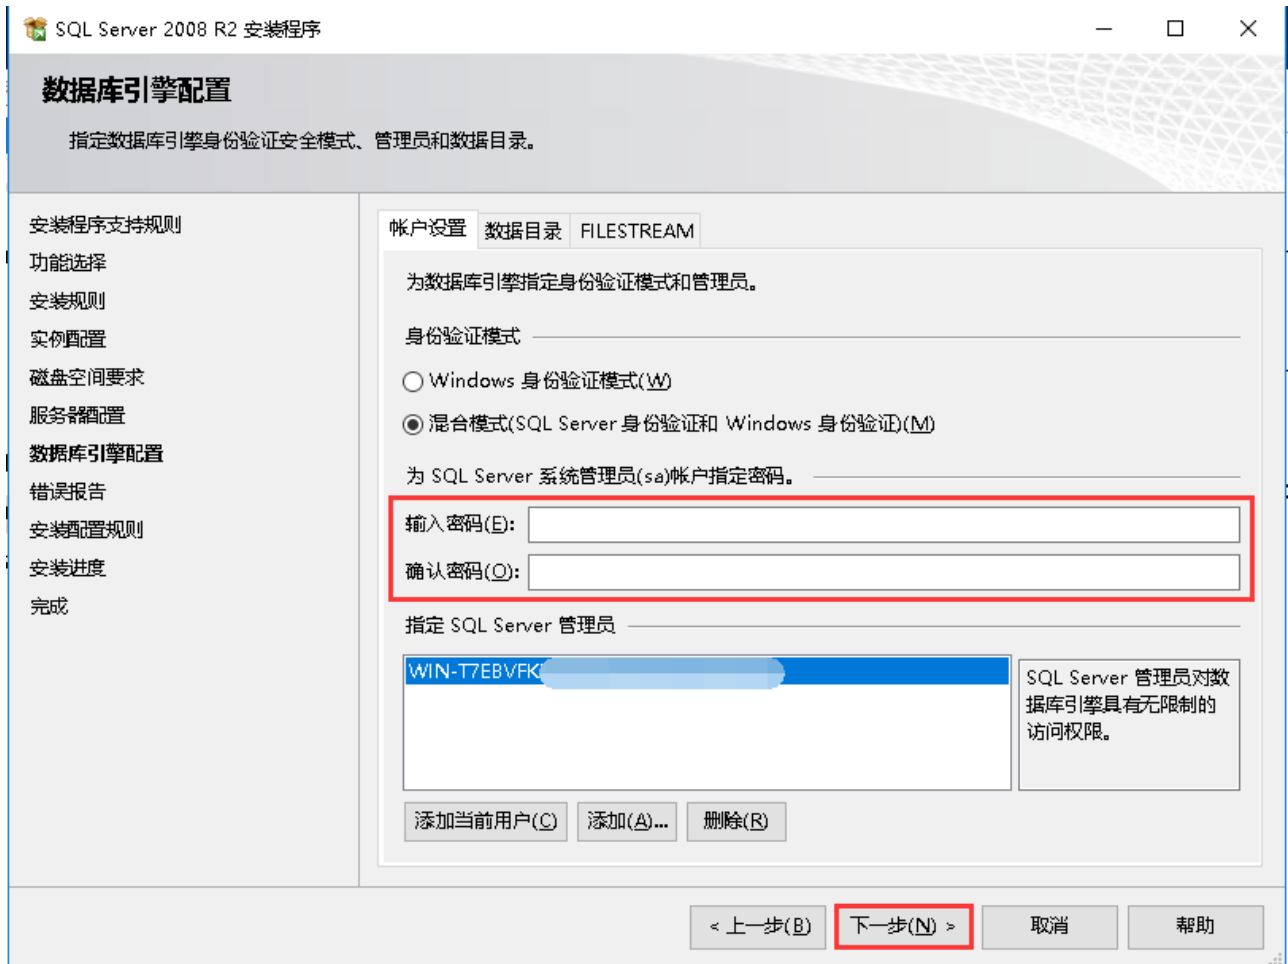 SQL Server 2008 R2 安装程序
数据库引擎配置
指定数据库引擎身份验证安全模式、管理员和数据目录。
安装程序支持规则
功能选择
安装规则
实例配置
磁盘空间要求
服务器配置
数据库引擎配置
错误报告
安装配置规则
安装进度
完成
帐户设置 数据目录 FILESTREAM
为数据库引擎指定身份验证模式和管理员。
身份验证模式
Windows 身份验证模式(W)
混合模式(SQL Server 身份验证和 Windows 身份验证)(M)
为 SQL Server 系统管理员(sa)帐户指定密码。
输入密码(E):
确认密码(O):
指定 SQL Server 管理员
WIN-T7EBVFK
SQL Server 管理员对数
据库引擎具有无限制的
访问权限。
添加当前用户(C) 添加(A)... 删除(R)
< 上一步(B) 下一步(N) > 取消 帮助